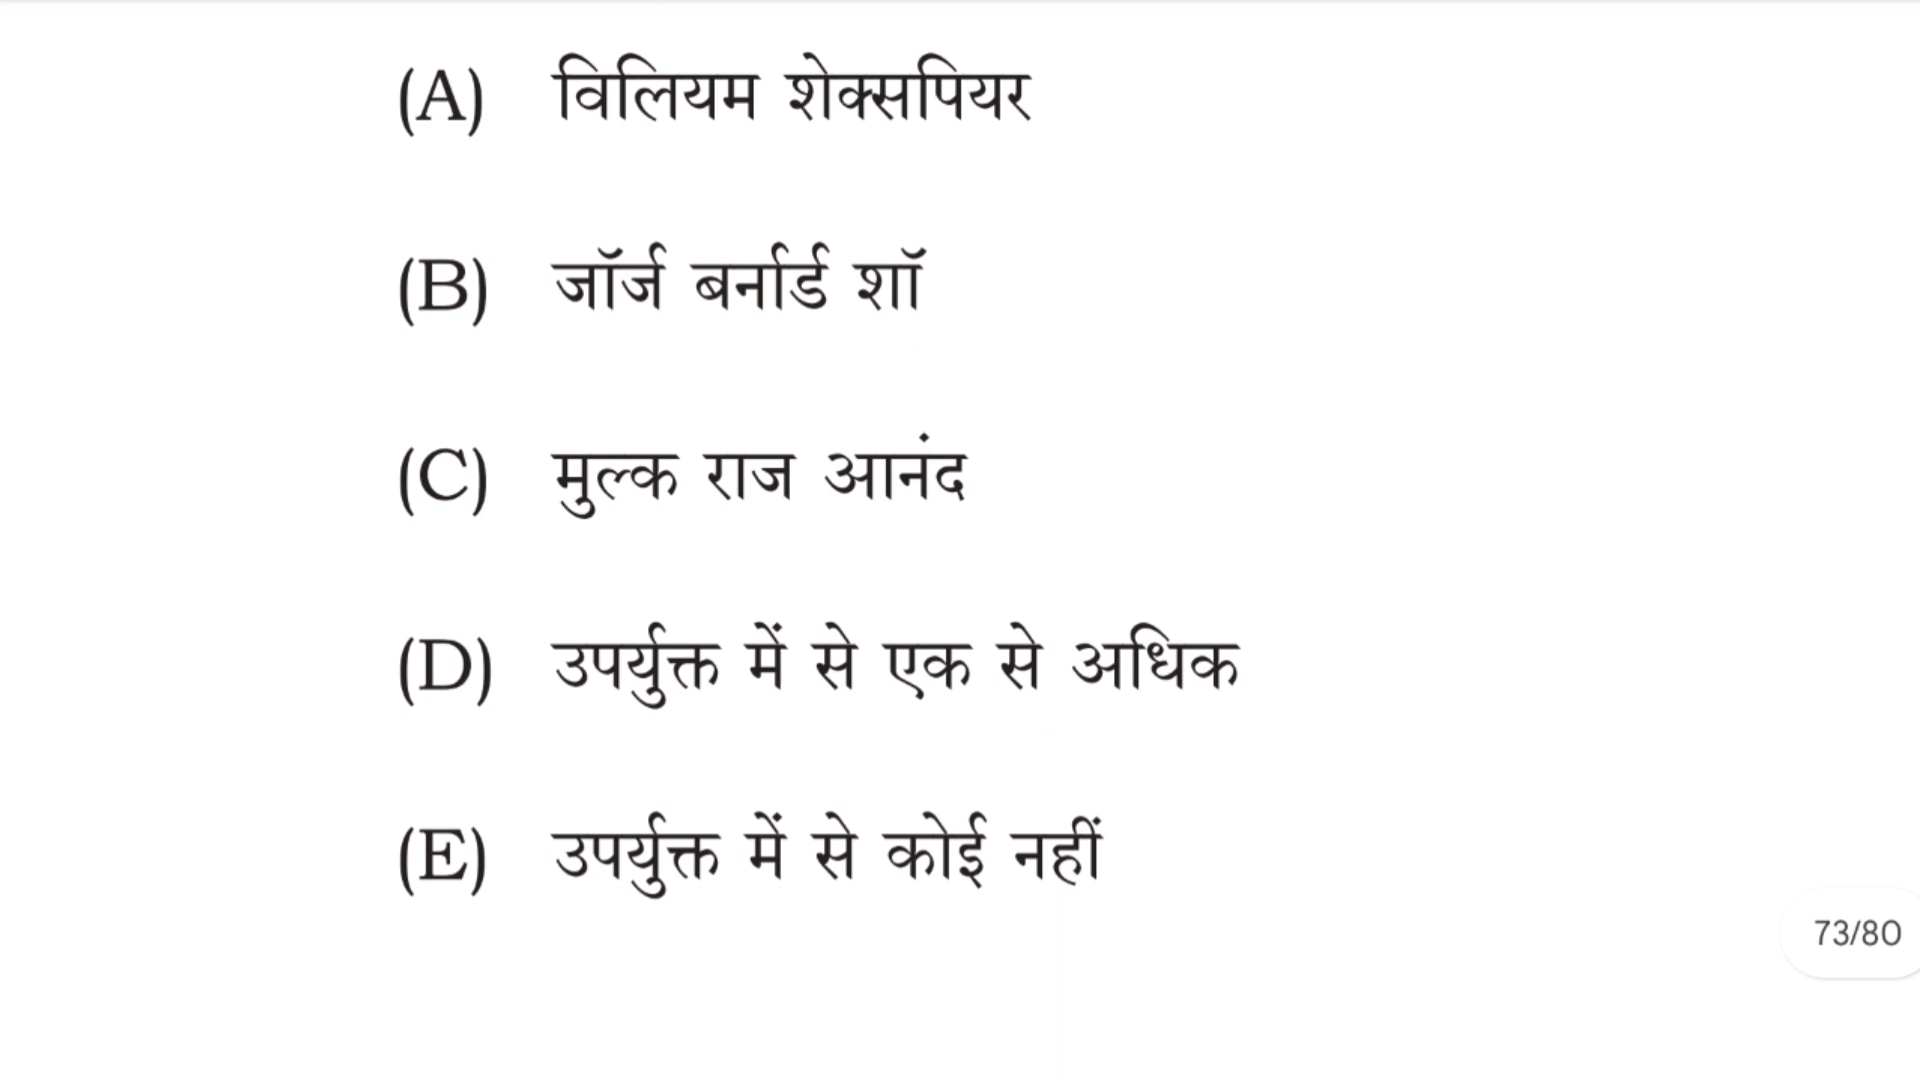 (A) विलियम शेक्सपियर
(B) जॉर्ज बर्नार्ड शॉ
(C) मुल्क राज आनंद
(D) उपर्युक्त में से एक से अधिक
(E) उपर्युक्त में से कोई नहीं
73/80